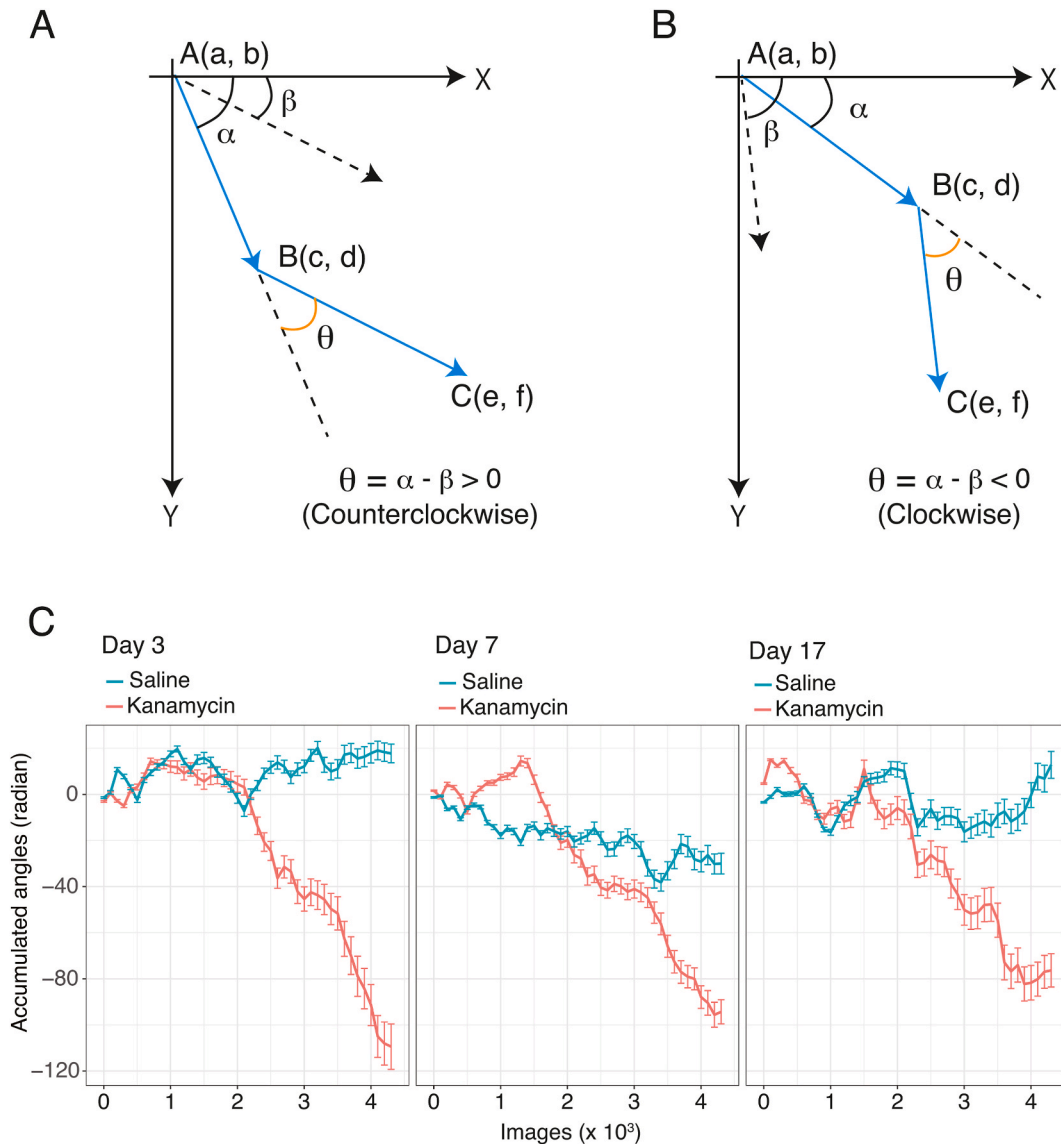 A
A(a, b)
X
β
α
B(c, d)
θ
C(e, f)
θ = α - β > 0
(Counterclockwise)
Y
B
A(a, b)
X
α
β
B(c, d)
θ
C(e, f)
θ = α - β < 0
(Clockwise)
Y
C
Day 3
Saline
Kanamycin
Day 7
Saline
Kanamycin
Day 17
Saline
Kanamycin
Accumulated angles (radian)
0
−40
−80
−120
0 1 2 3 4
0 1 2 3 4
0 1 2 3 4
Images (x 10³)